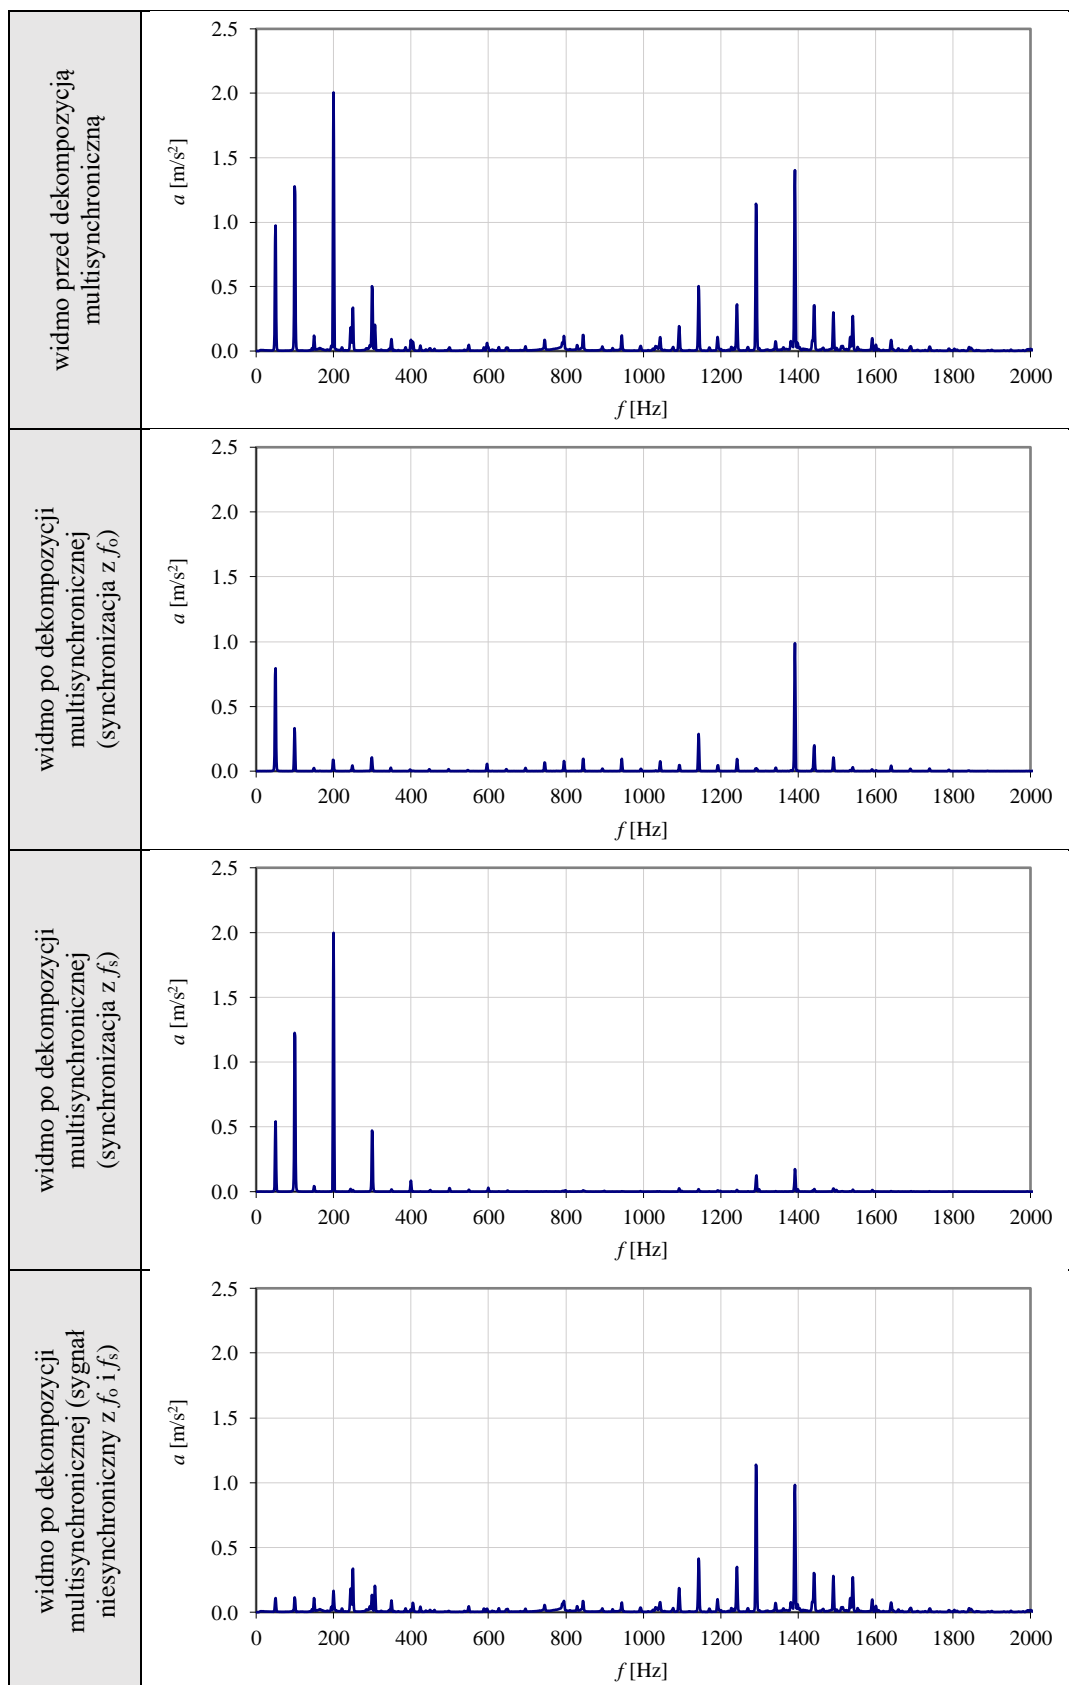 widmo przed dekompozycją
multisynchroniczną
2.5
2.0
1.5
1.0
0.5
0.0
a [m/s²]
0 200 400 600 800 1000 1200 1400 1600 1800 2000
f [Hz]
widmo po dekompozycji
multisynchronicznej
(synchronizacja z fo)
2.5
2.0
1.5
1.0
0.5
0.0
a [m/s²]
0 200 400 600 800 1000 1200 1400 1600 1800 2000
f [Hz]
widmo po dekompozycji
multisynchronicznej
(synchronizacja z fs)
2.5
2.0
1.5
1.0
0.5
0.0
a [m/s²]
0 200 400 600 800 1000 1200 1400 1600 1800 2000
f [Hz]
widmo po dekompozycji
multisynchronicznej (sygnał
niesynchroniczny z fo i fs)
2.5
2.0
1.5
1.0
0.5
0.0
a [m/s²]
0 200 400 600 800 1000 1200 1400 1600 1800 2000
f [Hz]